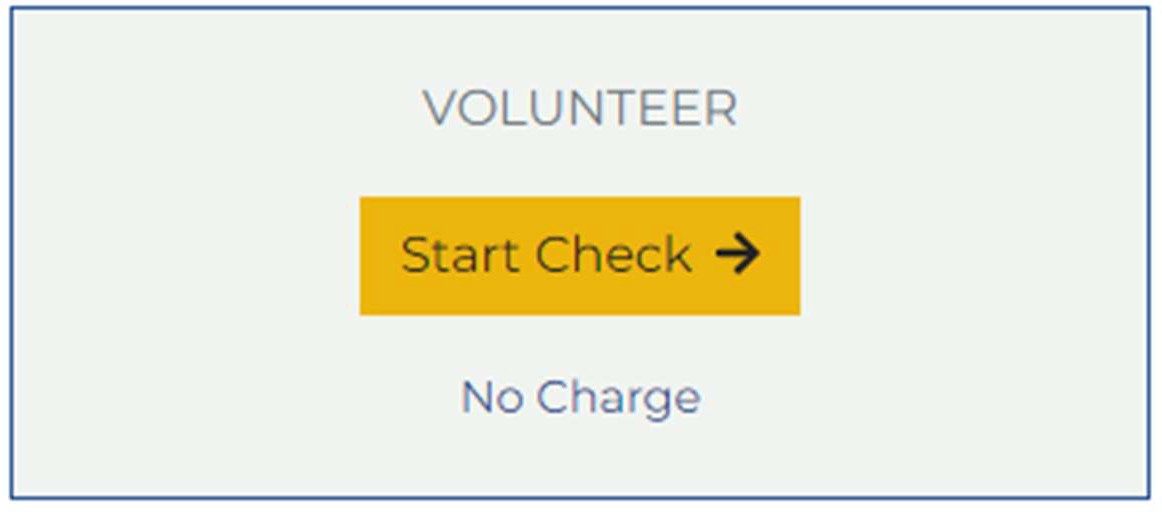 VOLUNTEER
Start Check →
No Charge